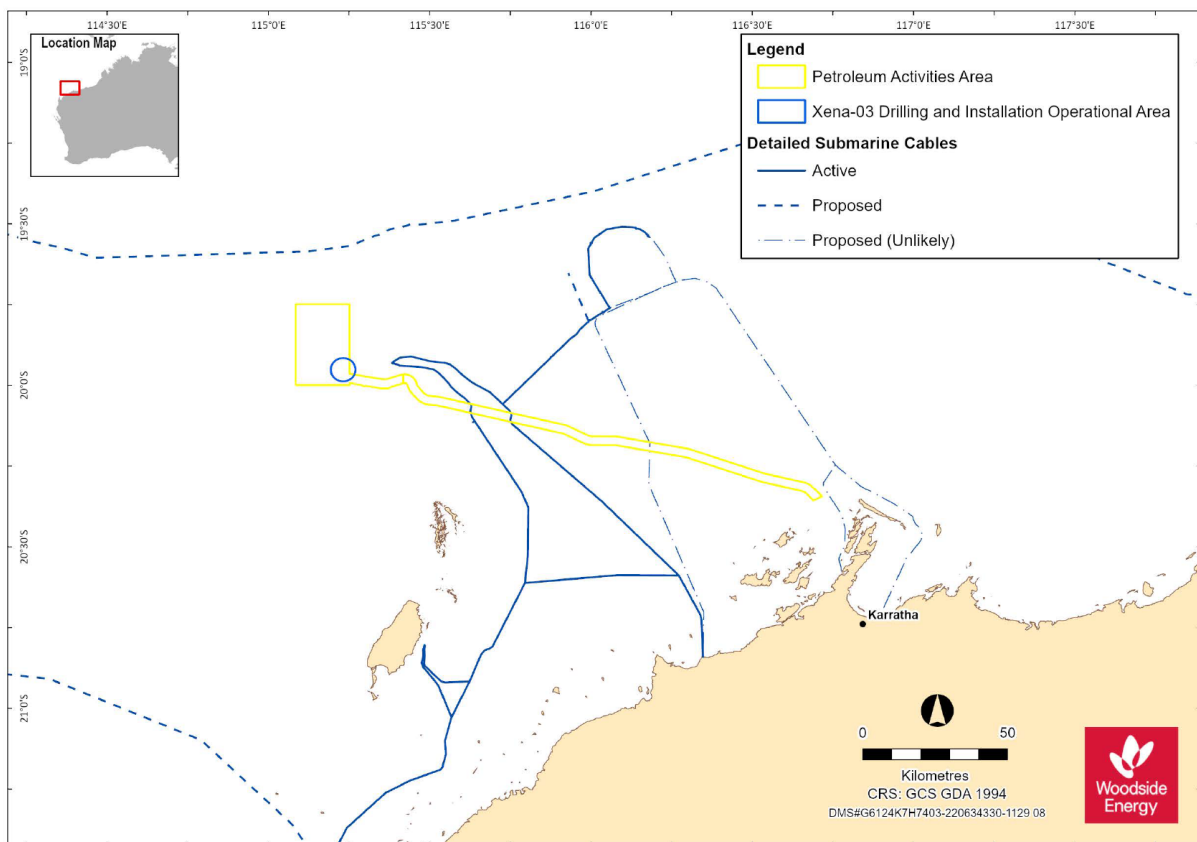 114°30'E
115°0'E
115°30'E
116°0'E
116°30'E
117°0'E
117°30'E
Location Map
19°0'S
19°30'S
20°0'S
20°30'S
21°0'S
Legend
Petroleum Activities Area
Xena-03 Drilling and Installation Operational Area
Detailed Submarine Cables
Active
Proposed
Proposed (Unlikely)
Karratha
0 50
Kilometres
CRS: GCS GDA 1994
DMS#G6124K7H7403-220634330-1129 08
Woodside
Energy